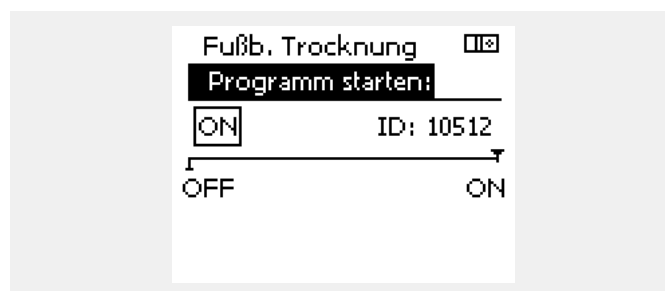 Fußb. Trocknung
Programm starten:
ON ID: 10512
OFF ON